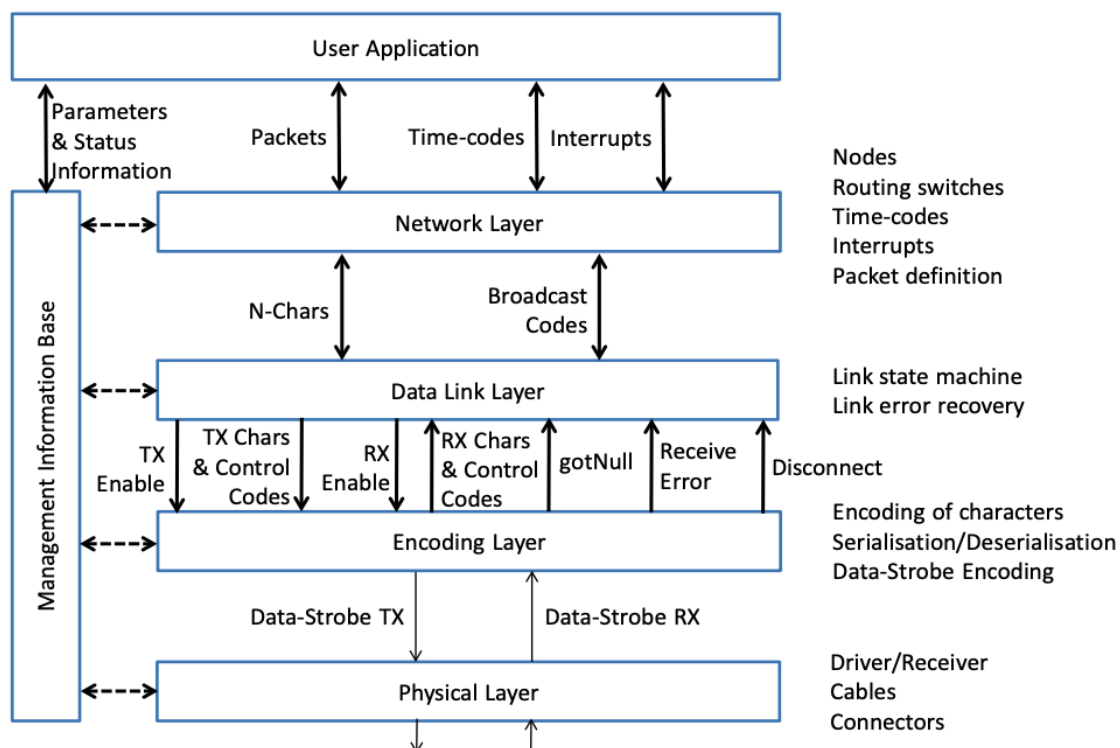 User Application
Parameters
& Status
Information
Packets
Time-codes
Interrupts
Nodes
Routing switches
Time-codes
Interrupts
Packet definition
Network Layer
N-Chars
Broadcast
Codes
Management Information Base
Data Link Layer
Link state machine
Link error recovery
TX
Enable
TX Chars
& Control
Codes
RX
Enable
RX Chars
& Control
Codes
gotNull
Receive
Error
Disconnect
Encoding Layer
Encoding of characters
Serialisation/Deserialisation
Data-Strobe Encoding
Data-Strobe TX
Data-Strobe RX
Physical Layer
Driver/Receiver
Cables
Connectors